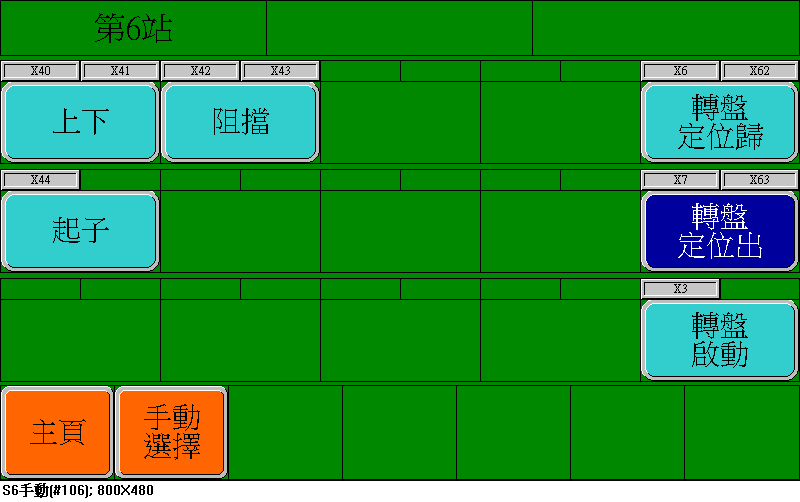 第6站
X40 X41 X42 X43 X6 X62
上下 阻擋 轉盤
定位歸
X44 X7 X63
起子 轉盤
定位出
X3
轉盤
啟動
主頁 手動
選擇
S6手動(#106); 800X480